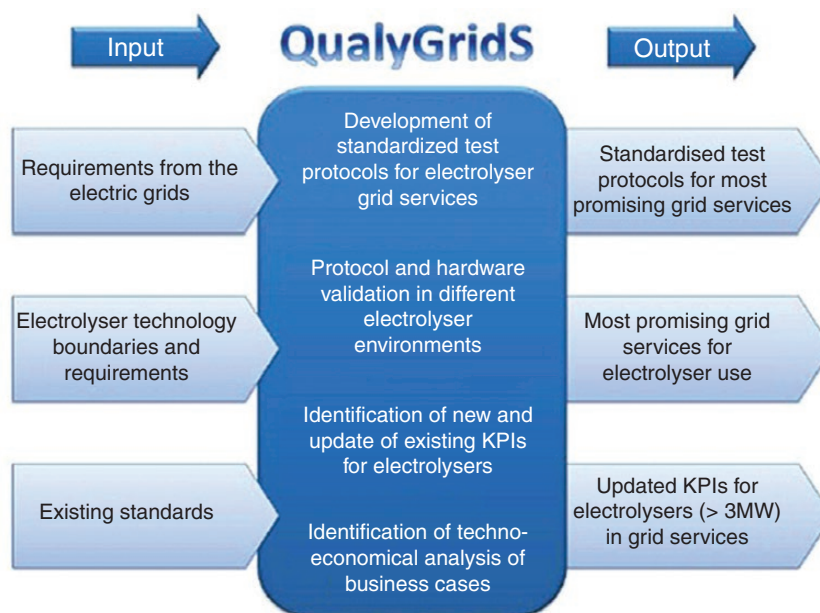 Input
QualyGridS
Output
Requirements from the
electric grids
Electrolyser technology
boundaries and
requirements
Existing standards
Development of
standardized test
protocols for electrolyser
grid services
Protocol and hardware
validation in different
electrolyser
environments
Identification of new and
update of existing KPIs
for electrolysers
Identification of techno-
economical analysis of
business cases
Standardised test
protocols for most
promising grid services
Most promising grid
services for
electrolyser use
Updated KPIs for
electrolysers (> 3MW)
in grid services